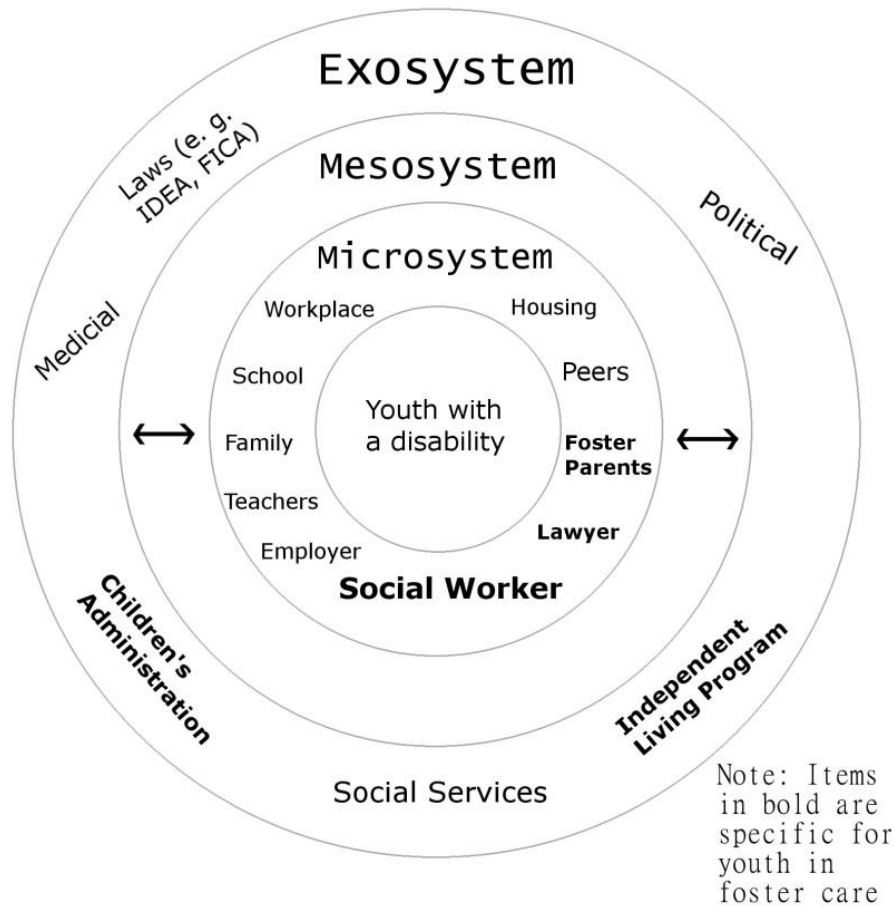 Exosystem
Laws (e. g.
IDEA, FICA)
Mesosystem
Political
Microsystem
Workplace
Housing
Medicial
School
Peers
Youth with
a disability
Family
Foster
Parents
Teachers
Lawyer
Employer
Social Worker
Children's
Administration
Independent
Living Program
Social Services
Note: Items
in bold are
specific for
youth in
foster care